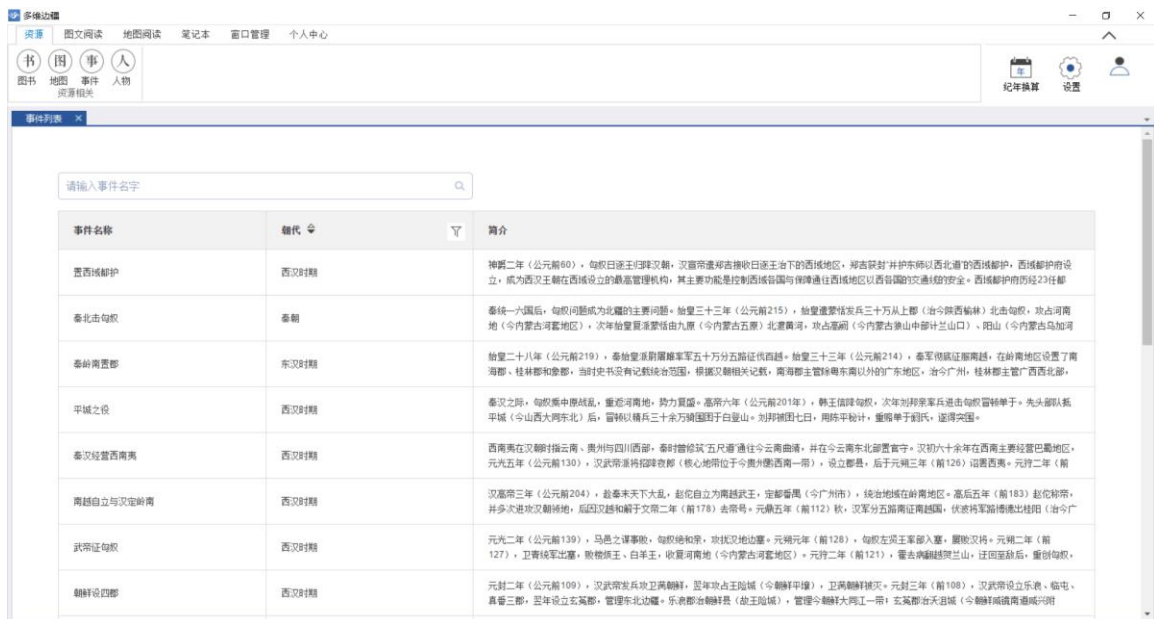 多维边疆
资源 图文阅读 地图阅读 笔记本 窗口管理 个人中心
书 图 事 人
图书 地图 事件 人物
资源相关
年
纪年换算 设置
事件列表
请输入事件名字
事件名称 朝代 简介
置西域都护 西汉时期
神爵二年（公元前60），匈奴日逐王归降汉朝，汉宣帝遣郑吉接收日逐王治下的西域地区，郑吉获封“并护车师以西北道”的西域都护，西域都护府设
立，成为西汉王朝在西域设立的最高管理机构，其主要功能是控制西域各国与保障通往西域地区以西各国的交通线的安全。西域都护府历经23任都
秦北击匈奴 秦朝
秦统一六国后，匈奴问题成为北疆的主要问题。始皇三十三年（公元前215），始皇遣蒙恬发兵三十万从上郡（治今陕西榆林）北击匈奴，攻占河南
地（今内蒙古河套地区），次年始皇复派蒙恬由九原（今内蒙古五原）北渡黄河，攻占高阙（今内蒙古狼山中部计兰山口）、阳山（今内蒙古乌加河
秦岭南置郡 东汉时期
始皇二十八年（公元前219），秦始皇派尉屠睢率军五十万分五路征伐百越。始皇三十三年（公元前214），秦军彻底征服南越，在岭南地区设置了南
海郡、桂林郡和象郡，当时史书没有记载统治范围，根据汉朝相关记载，南海郡主管除粤东南以外的广东地区，治今广州，桂林郡主管广西西北部，
平城之役 西汉时期
秦汉之际，匈奴乘中原战乱，重返河南地，势力复盛。高帝六年（公元前201年），韩王信降匈奴，次年刘邦亲率兵进击匈奴冒顿单于。先头部队抵
平城（今山西大同东北）后，冒顿以精兵三十余万骑围困于白登山。刘邦被困七日，用陈平秘计，重赂单于阏氏，遂得突围。
秦汉经营西南夷 西汉时期
西南夷在汉朝时指云南、贵州与四川西部，秦时曾修筑“五尺道”通往今云南曲靖，并在今云南东北部置官守。汉初六十余年在西南主要经营巴蜀地区，
元光五年（公元前130），汉武帝派将招降夜郎（核心地带位于今贵州黔西南一带），设立郡县，后于元朔三年（前126）诏罢西夷。元狩二年（前
南越自立与汉定岭南 西汉时期
汉高帝三年（公元前204），趁秦末天下大乱，赵佗自立为南越武王，定都番禺（今广州市），统治地域在岭南地区。高后五年（前183）赵佗称帝，
并多次进攻汉朝领地，后因汉越和解于文帝二年（前178）去帝号。元鼎五年（前112）秋，汉军分五路南征南越国，伏波将军路博德出桂阳（治今广
武帝征匈奴 西汉时期
元光二年（公元前139），马邑之谋事败，匈奴绝和亲，攻扰汉地边塞。元朔元年（前128），匈奴左贤王率部入塞，屡败汉将。元朔二年（前
127），卫青统军出塞，败楼烦王、白羊王，收复河南地（今内蒙古河套地区）。元狩二年（前121），霍去病翻越贺兰山，迂回至敌后，重创匈奴，
朝鲜设四郡 西汉时期
元封二年（公元前109），汉武帝发兵攻卫满朝鲜，翌年攻占王险城（今朝鲜平壤），卫满朝鲜被灭。元封三年（前108），汉武帝设立乐浪、临屯、
真番三郡，翌年设立玄菟郡，管理东北边疆。乐浪郡治朝鲜县（故王险城），管理今朝鲜大同江一带；玄菟郡治夭沮城（今朝鲜咸镜南道咸兴附